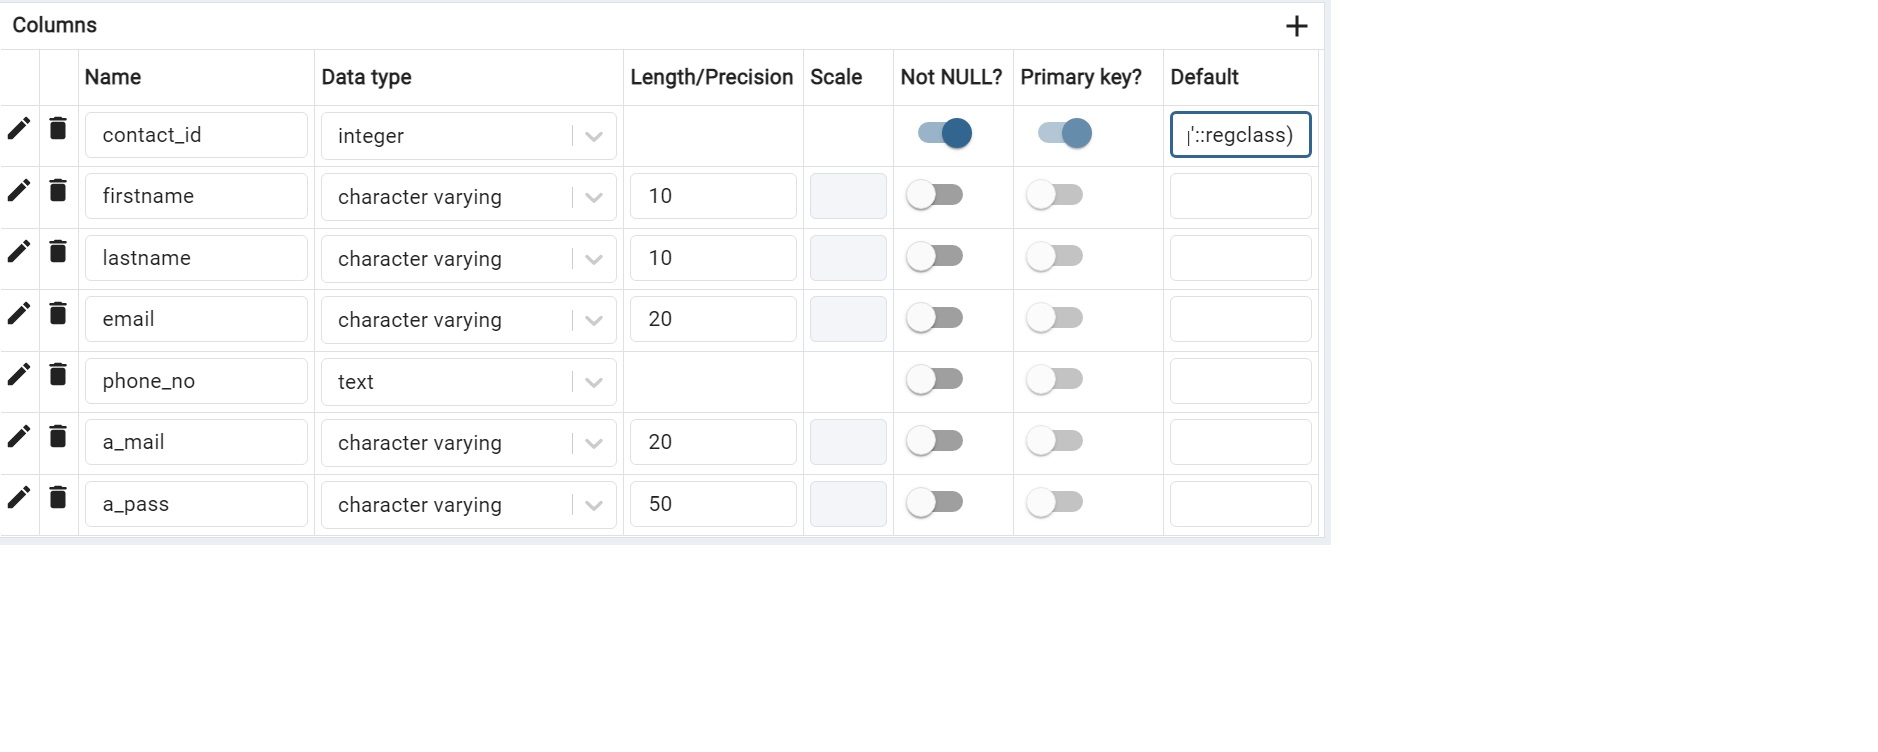 Columns
Name Data type Length/Precision Scale Not NULL? Primary key? Default
contact_id integer '::regclass)
firstname character varying 10
lastname character varying 10
email character varying 20
phone_no text
a_mail character varying 20
a_pass character varying 50